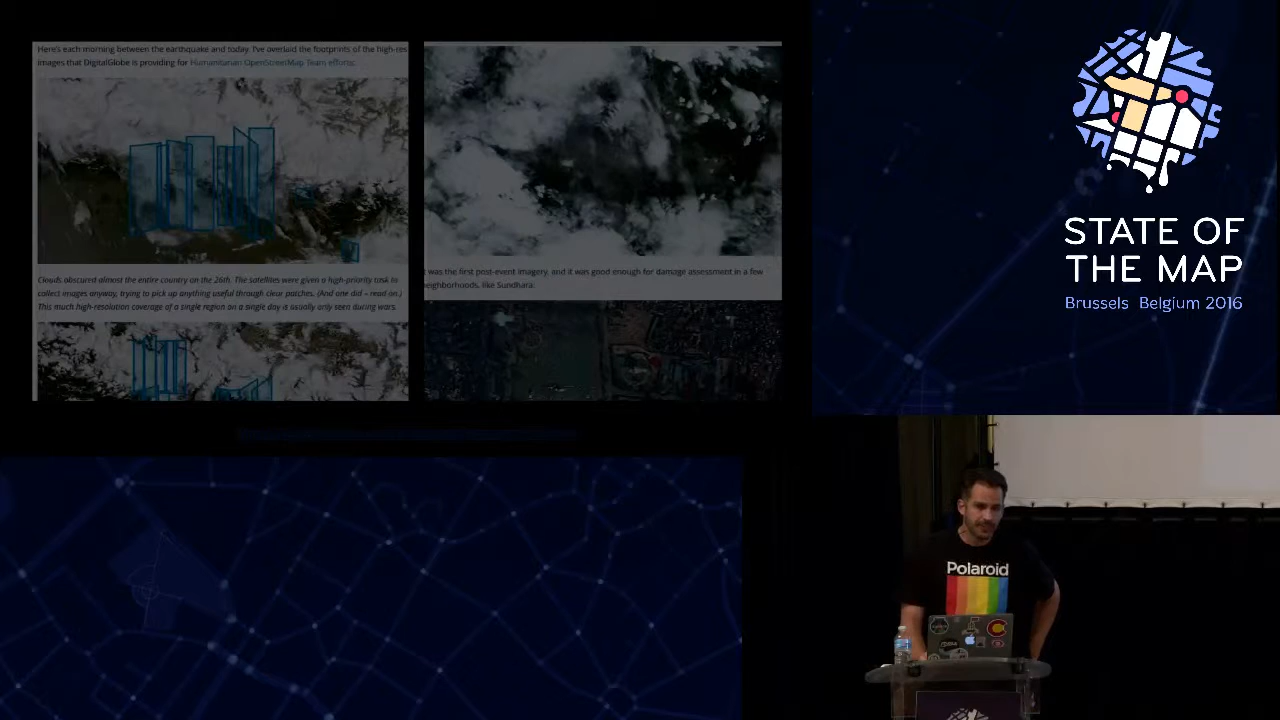 Here's each morning between the earthquake and today. I've overlaid the footprints of the high-res
images that DigitalGlobe is providing for Humanitarian OpenStreetMap Team efforts.
Clouds obscured almost the entire country on the 26th. The satellites were given a high-priority task to
collect images anyway, trying to pick up anything useful through clear patches. (And one did – read on.)
This much high-resolution coverage of a single region on a single day is usually only seen during wars.
was the first post-event imagery, and it was good enough for damage assessment in a few
neighborhoods, like Sundhara.
STATE OF
THE MAP
Brussels Belgium 2016
Polaroid